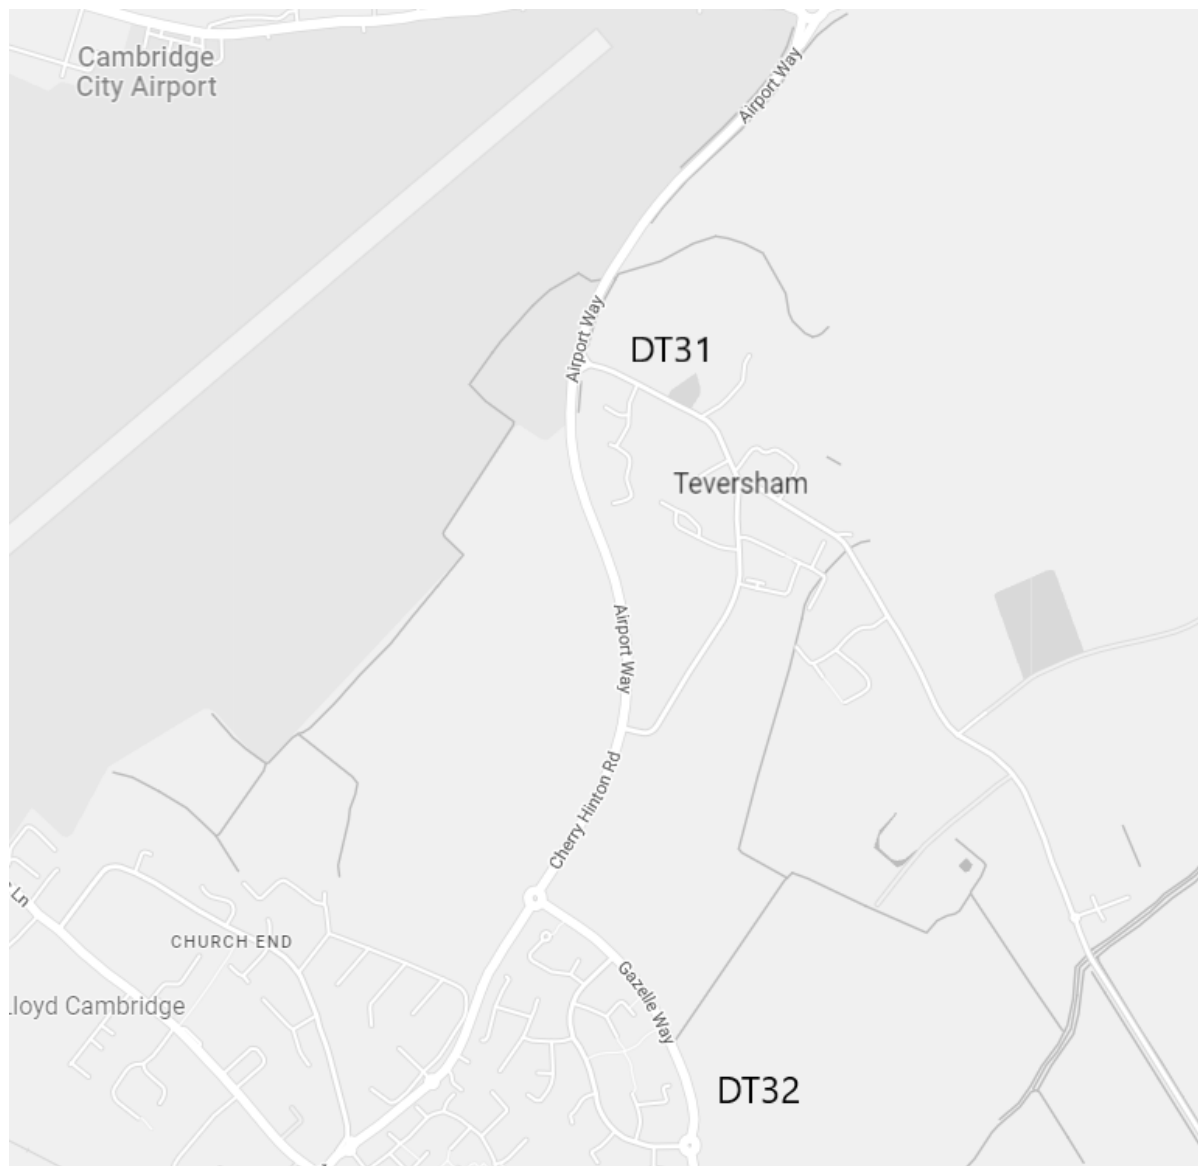 Cambridge
City Airport
Airport Way
Airport Way
DT31
Teversham
Airport Way
Cherry Hinton Rd
Ln
CHURCH END
Gazelle Way
Lloyd Cambridge
DT32